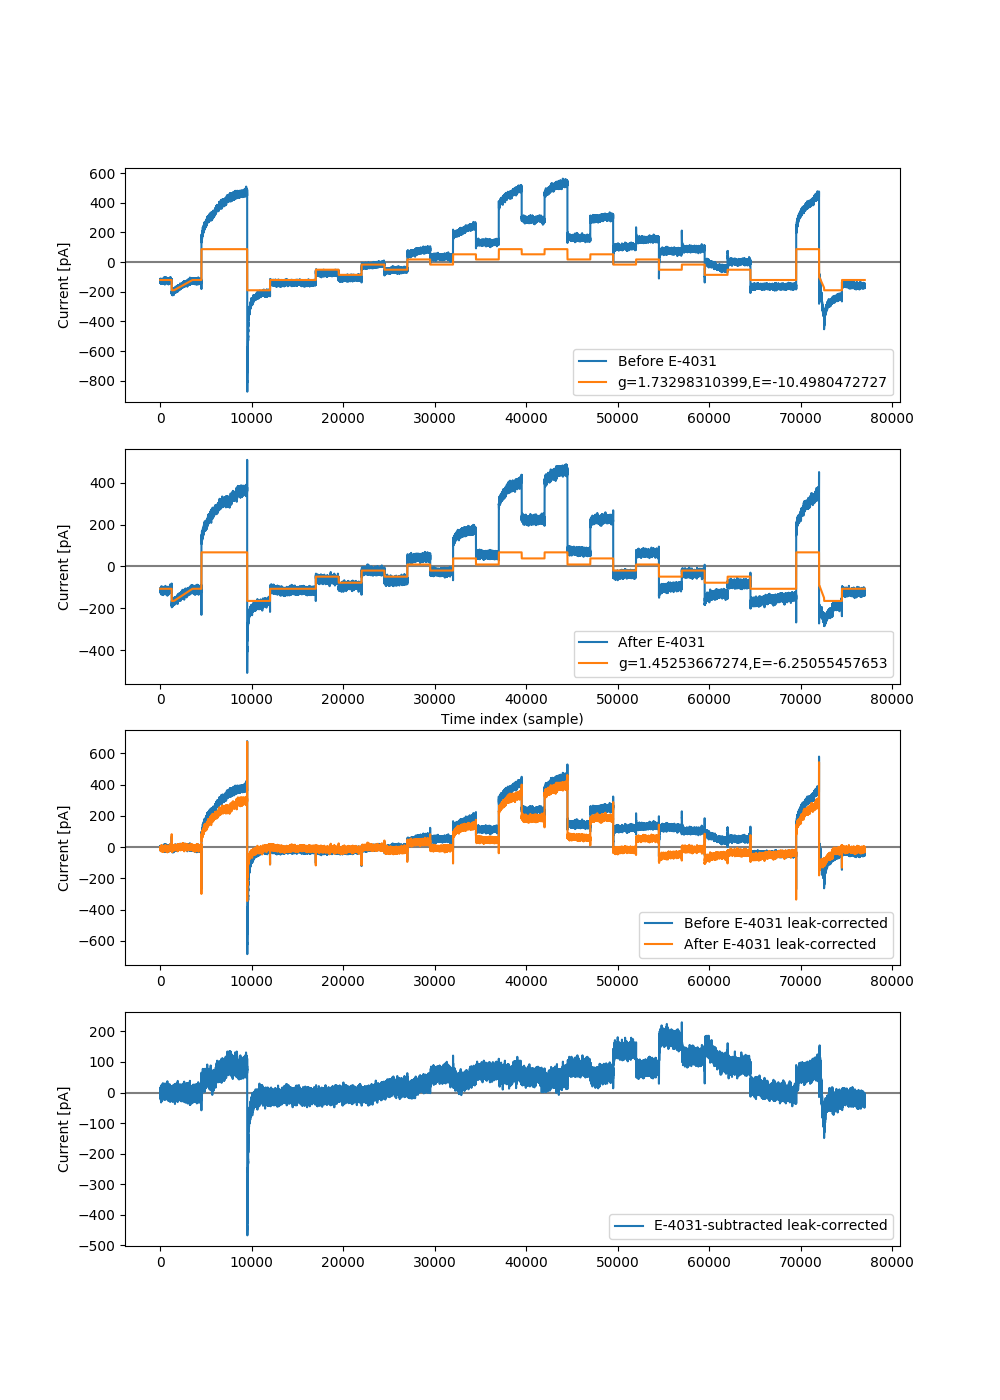 600
400
200
0
−200
−400
−600
−800
Current [pA]
Before E-4031
g=1.73298310399,E=-10.4980472727
0 10000 20000 30000 40000 50000 60000 70000 80000
400
200
0
−200
−400
Current [pA]
After E-4031
g=1.45253667274,E=-6.25055457653
0 10000 20000 30000 40000 50000 60000 70000 80000
Time index (sample)
600
400
200
0
−200
−400
−600
Current [pA]
Before E-4031 leak-corrected
After E-4031 leak-corrected
0 10000 20000 30000 40000 50000 60000 70000 80000
200
100
0
−100
−200
−300
−400
−500
Current [pA]
E-4031-subtracted leak-corrected
0 10000 20000 30000 40000 50000 60000 70000 80000